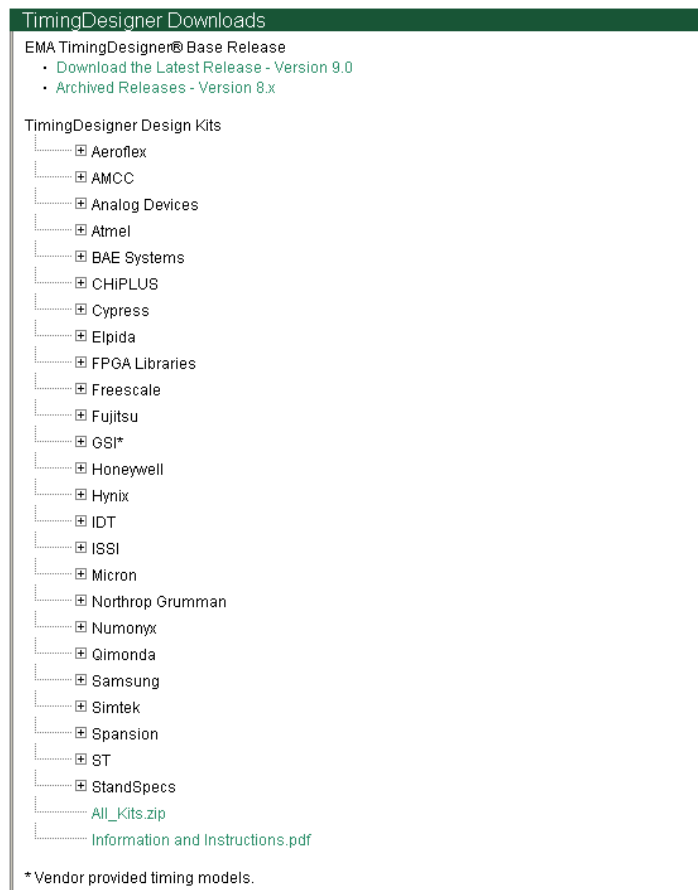 TimingDesigner Downloads
EMA TimingDesigner® Base Release
• Download the Latest Release - Version 9.0
• Archived Releases - Version 8.x
TimingDesigner Design Kits
Aeroflex
AMCC
Analog Devices
Atmel
BAE Systems
CHiPLUS
Cypress
Elpida
FPGA Libraries
Freescale
Fujitsu
GSI*
Honeywell
Hynix
IDT
ISSI
Micron
Northrop Grumman
Numonyx
Qimonda
Samsung
Simtek
Spansion
ST
StandSpecs
All_Kits.zip
Information and Instructions.pdf
* Vendor provided timing models.